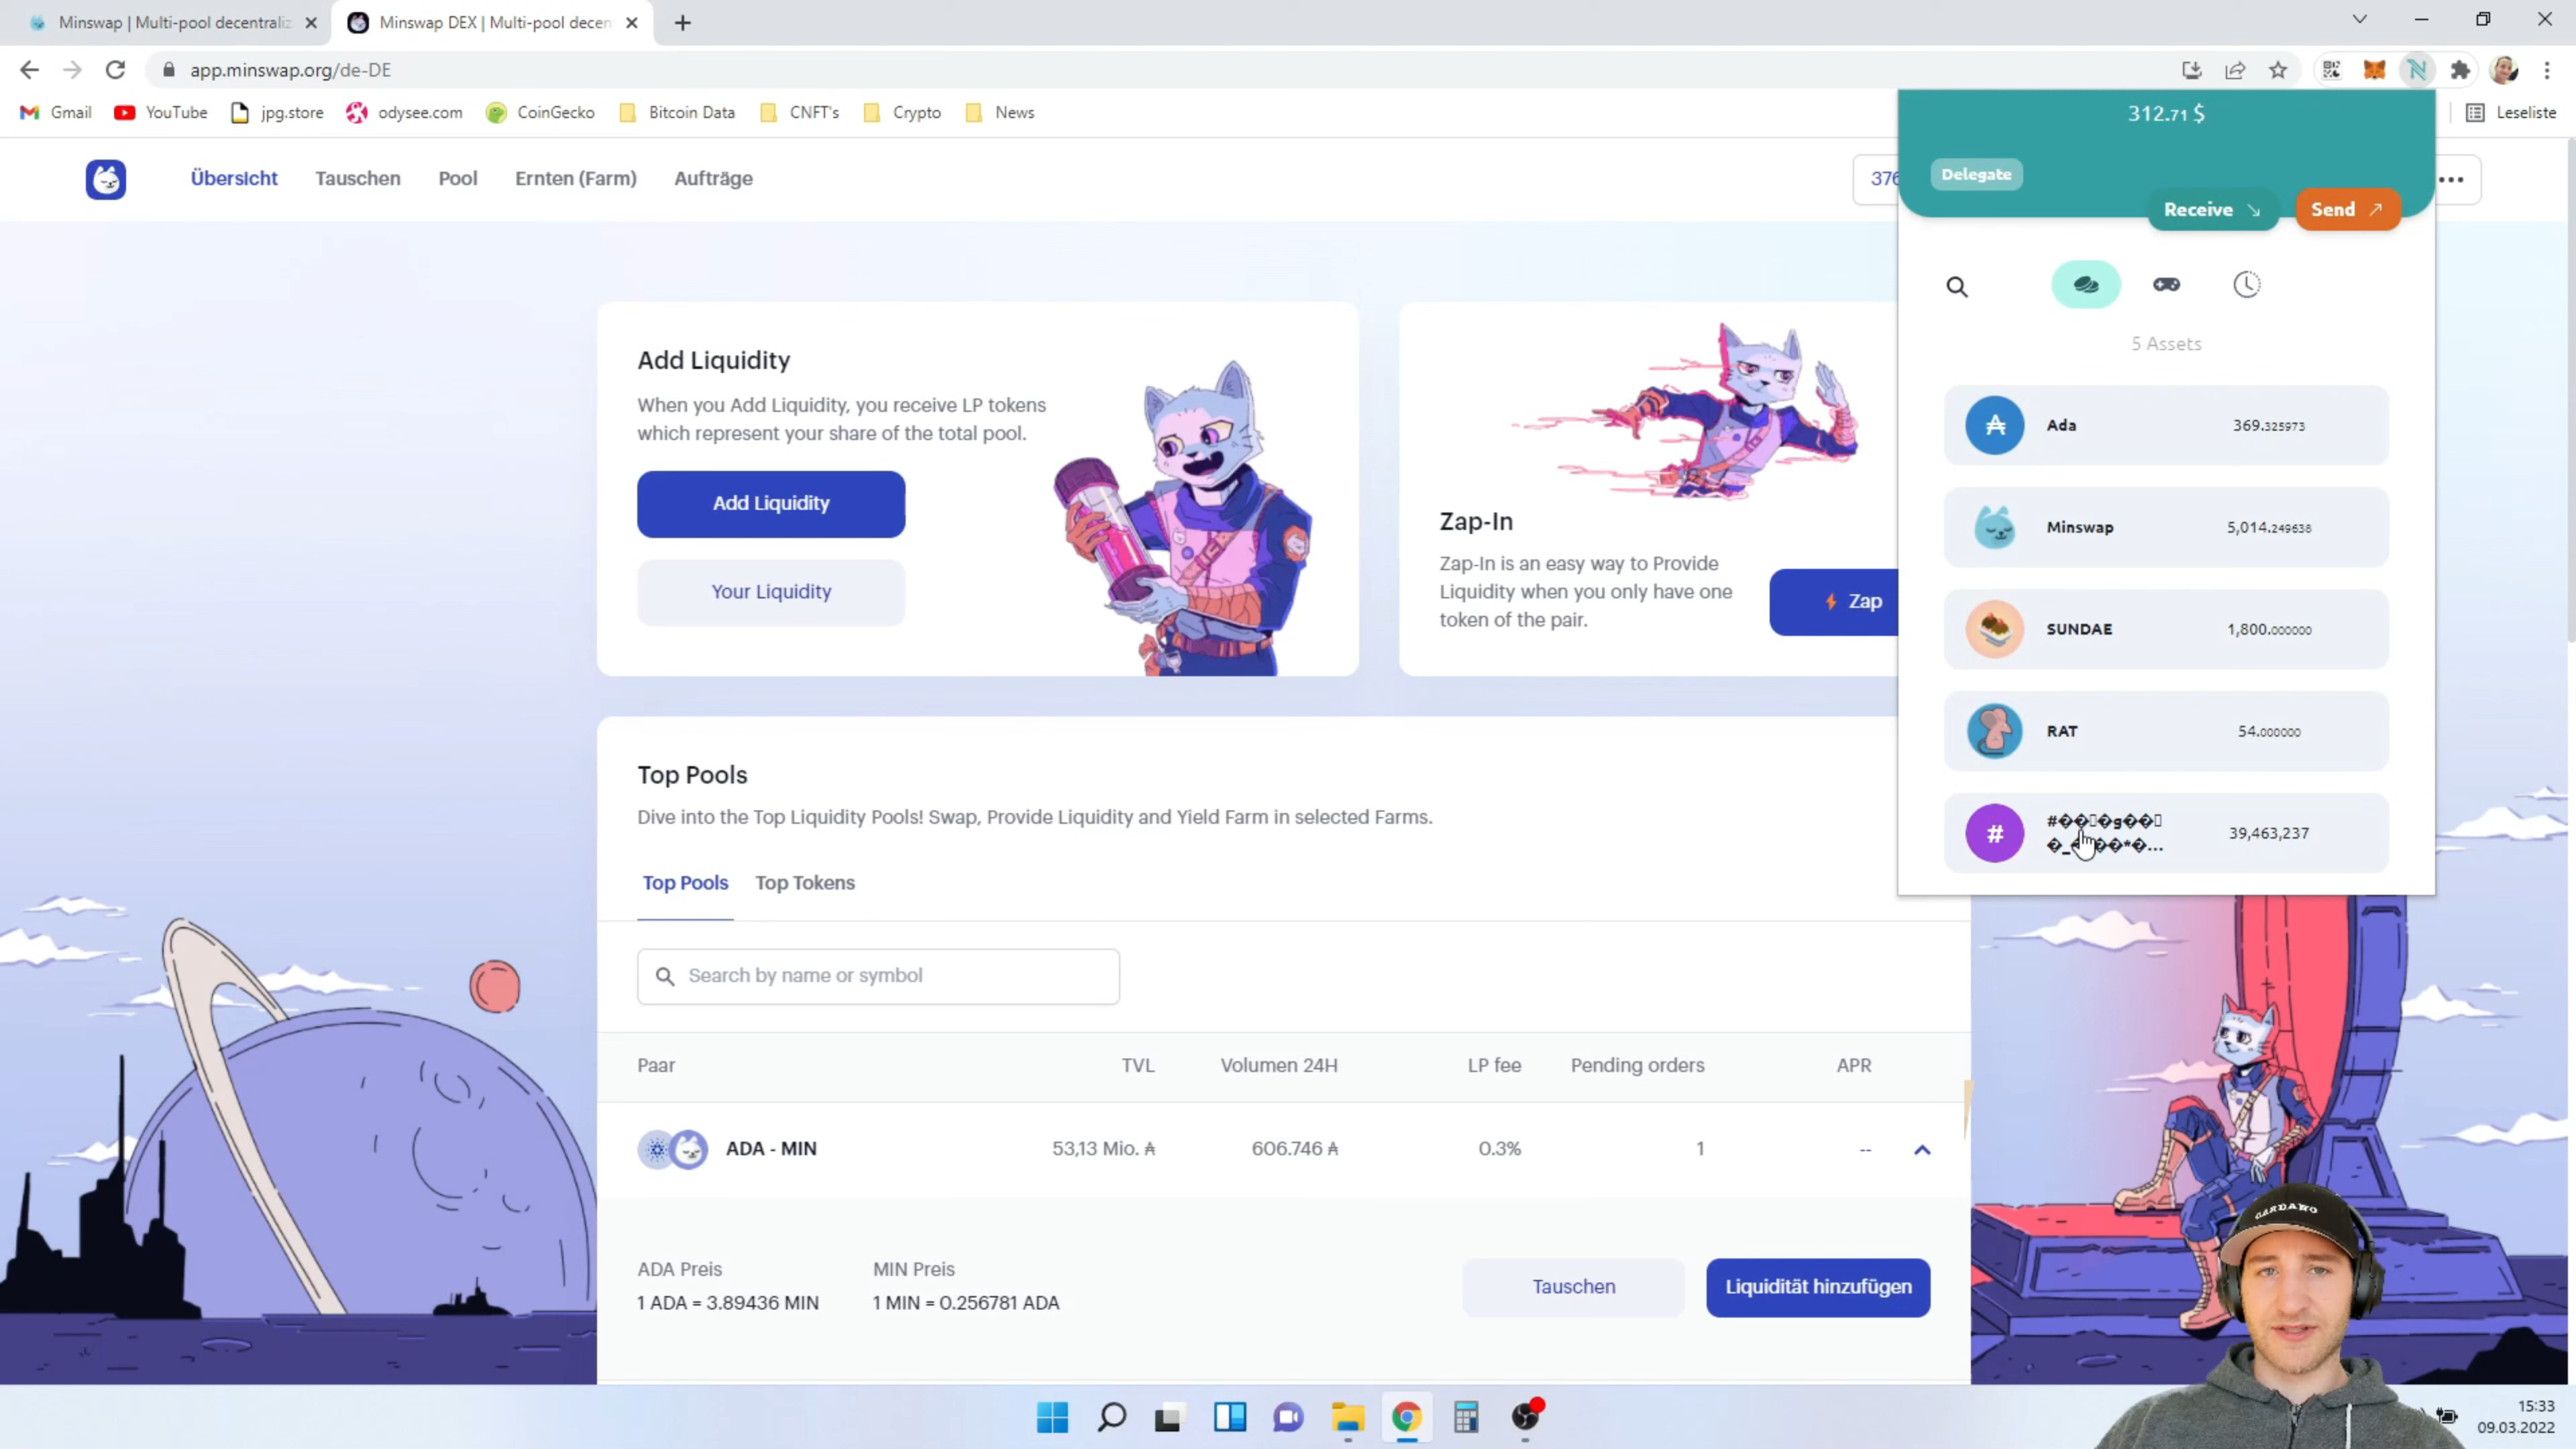 Minswap | Multi-pool decentraliz
Minswap DEX | Multi-pool decen
app.minswap.org/de-DE
Gmail
YouTube
jpg.store
odysee.com
CoinGecko
Bitcoin Data
CNFT's
Crypto
News
Leseliste
Übersicht
Tauschen
Pool
Ernten (Farm)
Aufträge
376
312.71 $
Delegate
Receive
Send
5 Assets
Ada
369.325973
Minswap
5,014.249638
SUNDAE
1,800.000000
RAT
54.000000
#
39,463,237
Add Liquidity
When you Add Liquidity, you receive LP tokens
which represent your share of the total pool.
Add Liquidity
Your Liquidity
Zap-In
Zap-In is an easy way to Provide
Liquidity when you only have one
token of the pair.
Zap
Top Pools
Dive into the Top Liquidity Pools! Swap, Provide Liquidity and Yield Farm in selected Farms.
Top Pools
Top Tokens
Search by name or symbol
Paar
TVL
Volumen 24H
LP fee
Pending orders
APR
ADA - MIN
53,13 Mio. ₳
606.746 ₳
0.3%
1
--
ADA Preis
1 ADA = 3.89436 MIN
MIN Preis
1 MIN = 0.256781 ADA
Tauschen
Liquidität hinzufügen
CARDANO
15:33
09.03.2022